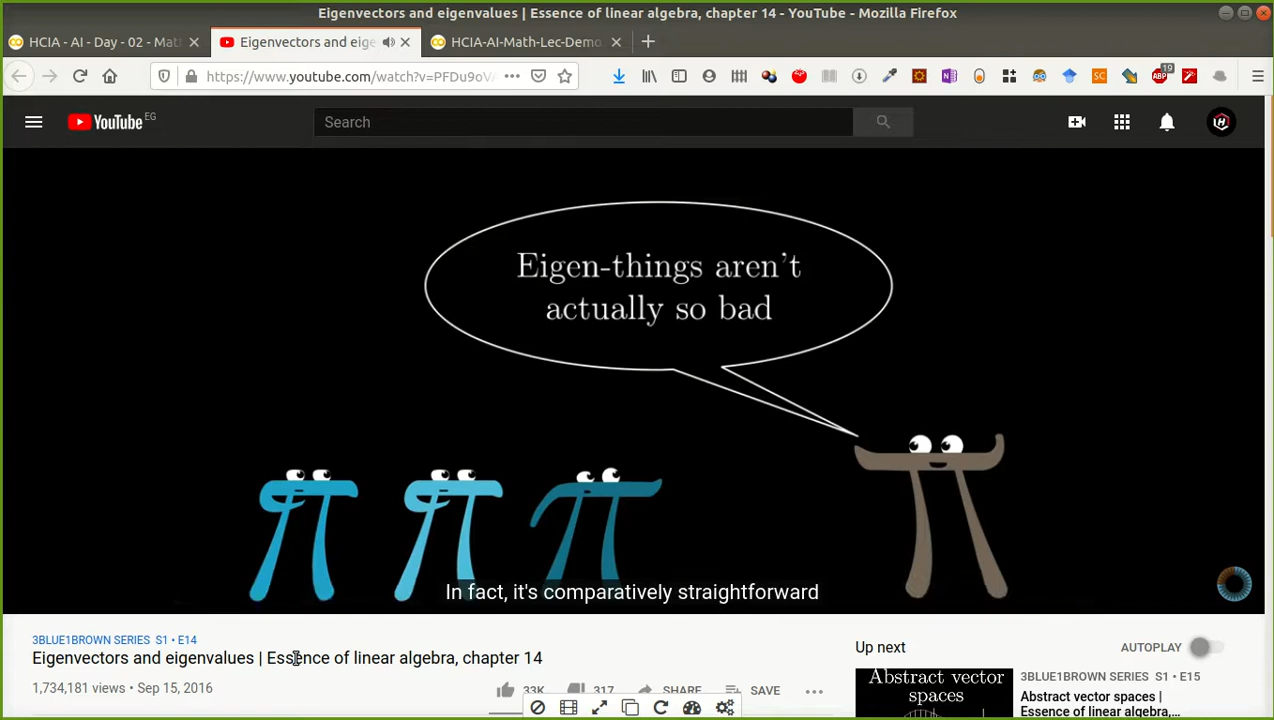 Eigenvectors and eigenvalues | Essence of linear algebra, chapter 14 - YouTube - Mozilla Firefox
HCIA - AI - Day - 02 - Mat
Eigenvectors and eige
HCIA-AI-Math-Lec-Demo.
https://www.youtube.com/watch?v=PFDu9oVA
SC
ABP
19
YouTube EG
Search
Eigen-things aren't
actually so bad
In fact, it's comparatively straightforward
3BLUE1BROWN SERIES S1 • E14
Eigenvectors and eigenvalues | Essence of linear algebra, chapter 14
1,734,181 views • Sep 15, 2016
33K
317
SHARE
SAVE
Up next
AUTOPLAY
Abstract vector
spaces
3BLUE1BROWN SERIES S1 • E15
Abstract vector spaces |
Essence of linear algebra,...